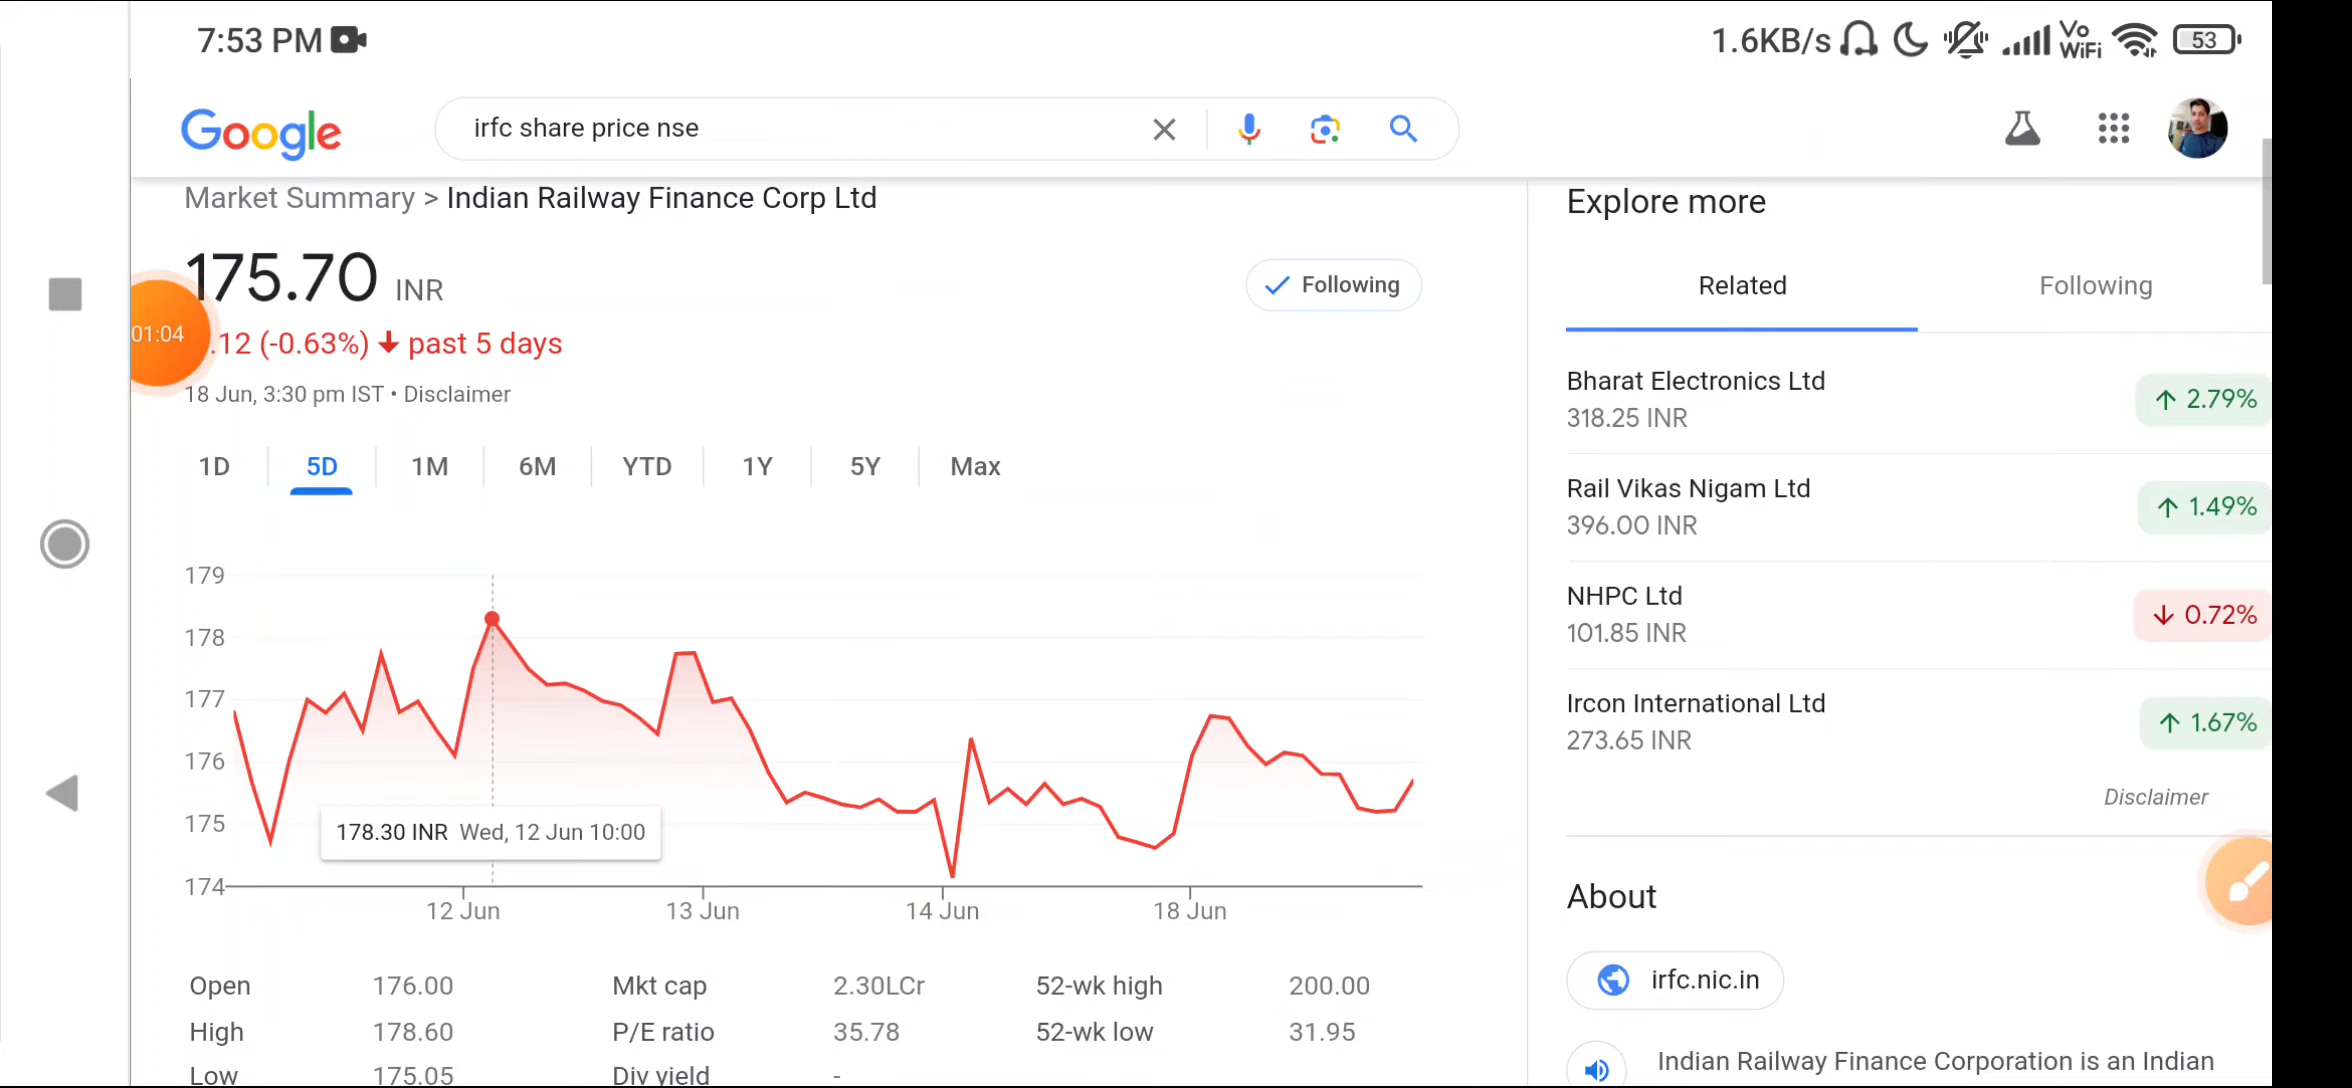 7:53 PM
1.6KB/s Vo WiFi 53
Google
irfc share price nse
Market Summary > Indian Railway Finance Corp Ltd
175.70 INR
Following
01:04
.12 (-0.63%) past 5 days
18 Jun, 3:30 pm IST • Disclaimer
1D 5D 1M 6M YTD 1Y 5Y Max
179
178
177
176
175
174
178.30 INR Wed, 12 Jun 10:00
12 Jun 13 Jun 14 Jun 18 Jun
Open 176.00 Mkt cap 2.30LCr 52-wk high 200.00
High 178.60 P/E ratio 35.78 52-wk low 31.95
Low 175.05 Div yield -
Explore more
Related Following
Bharat Electronics Ltd
318.25 INR
2.79%
Rail Vikas Nigam Ltd
396.00 INR
1.49%
NHPC Ltd
101.85 INR
0.72%
Ircon International Ltd
273.65 INR
1.67%
Disclaimer
About
irfc.nic.in
Indian Railway Finance Corporation is an Indian